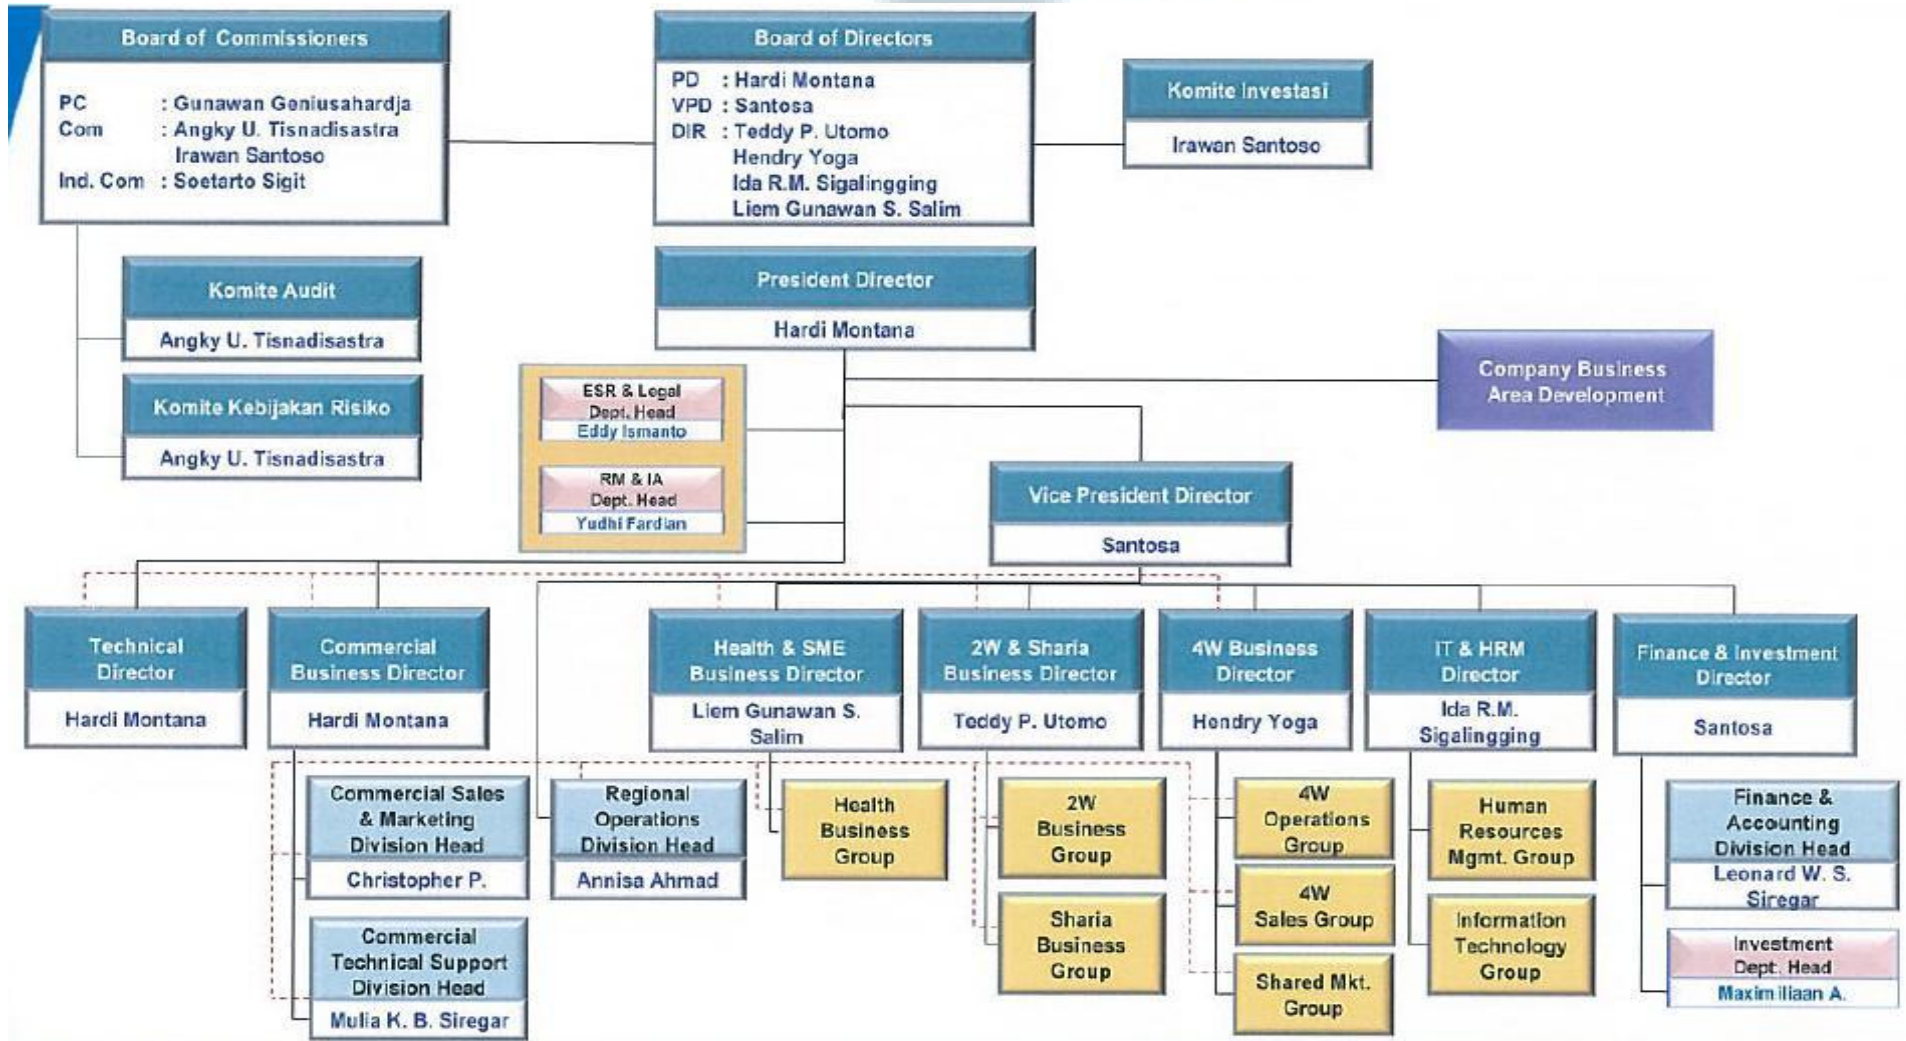 Board of Commissioners
PC : Gunawan Geniusahardja
Com : Angky U. Tisnadisastra
Irawan Santoso
Ind. Com : Soetarto Sigit
Board of Directors
PD : Hardi Montana
VPD : Santosa
DIR : Teddy P. Utomo
Hendry Yoga
Ida R.M. Sigalingging
Liem Gunawan S. Salim
Komite Investasi
Irawan Santoso
Komite Audit
Angky U. Tisnadisastra
Komite Kebijakan Risiko
Angky U. Tisnadisastra
President Director
Hardi Montana
ESR & Legal
Dept. Head
Eddy Ismanto
RM & IA
Dept. Head
Yudhi Fardian
Company Business
Area Development
Vice President Director
Santosa
Technical
Director
Hardi Montana
Commercial
Business Director
Hardi Montana
Health & SME
Business Director
Liem Gunawan S.
Salim
2W & Sharia
Business Director
Teddy P. Utomo
4W Business
Director
Hendry Yoga
IT & HRM
Director
Ida R.M.
Sigalingging
Finance & Investment
Director
Santosa
Commercial Sales
& Marketing
Division Head
Christopher P.
Commercial
Technical Support
Division Head
Mulia K. B. Siregar
Regional
Operations
Division Head
Annisa Ahmad
Health
Business
Group
2W
Business
Group
Sharia
Business
Group
4W
Operations
Group
4W
Sales Group
Shared Mkt.
Group
Human
Resources
Mgmt. Group
Information
Technology
Group
Finance &
Accounting
Division Head
Leonard W. S.
Siregar
Investment
Dept. Head
Maximiliaan A.